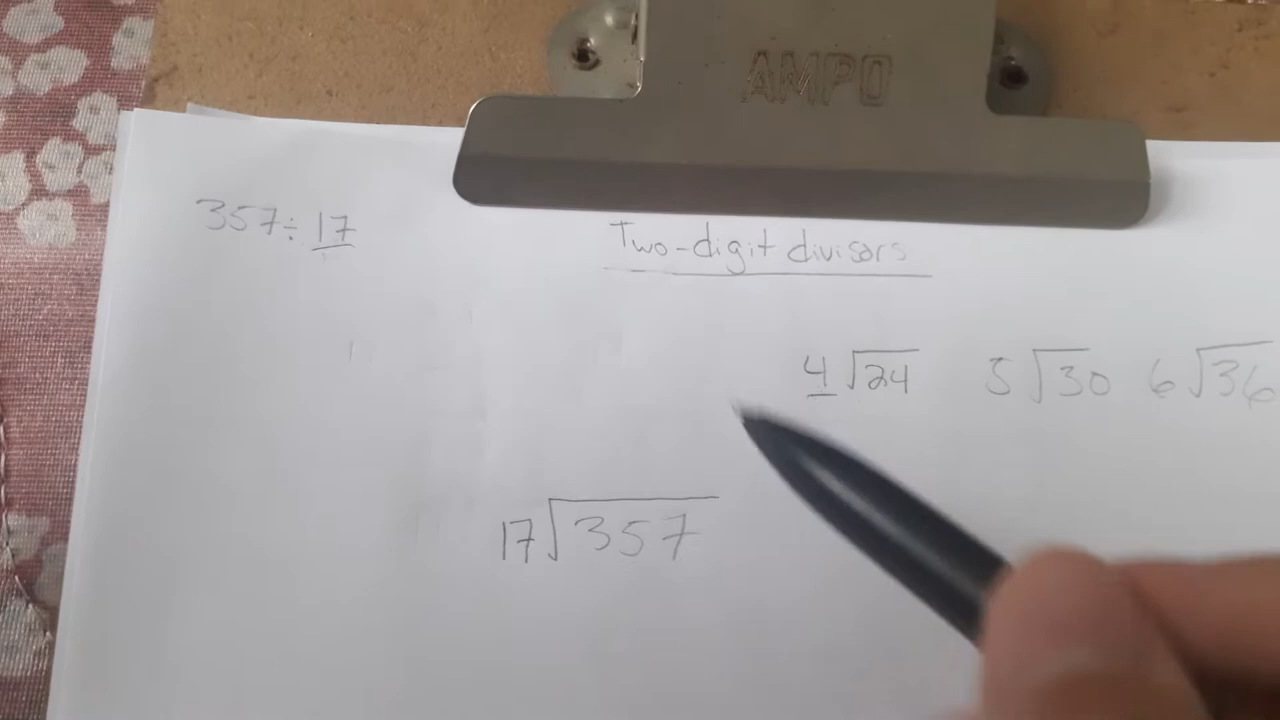 AMPO
357÷17
Two-digit divisors
4√24 5√30 6√36
17√357